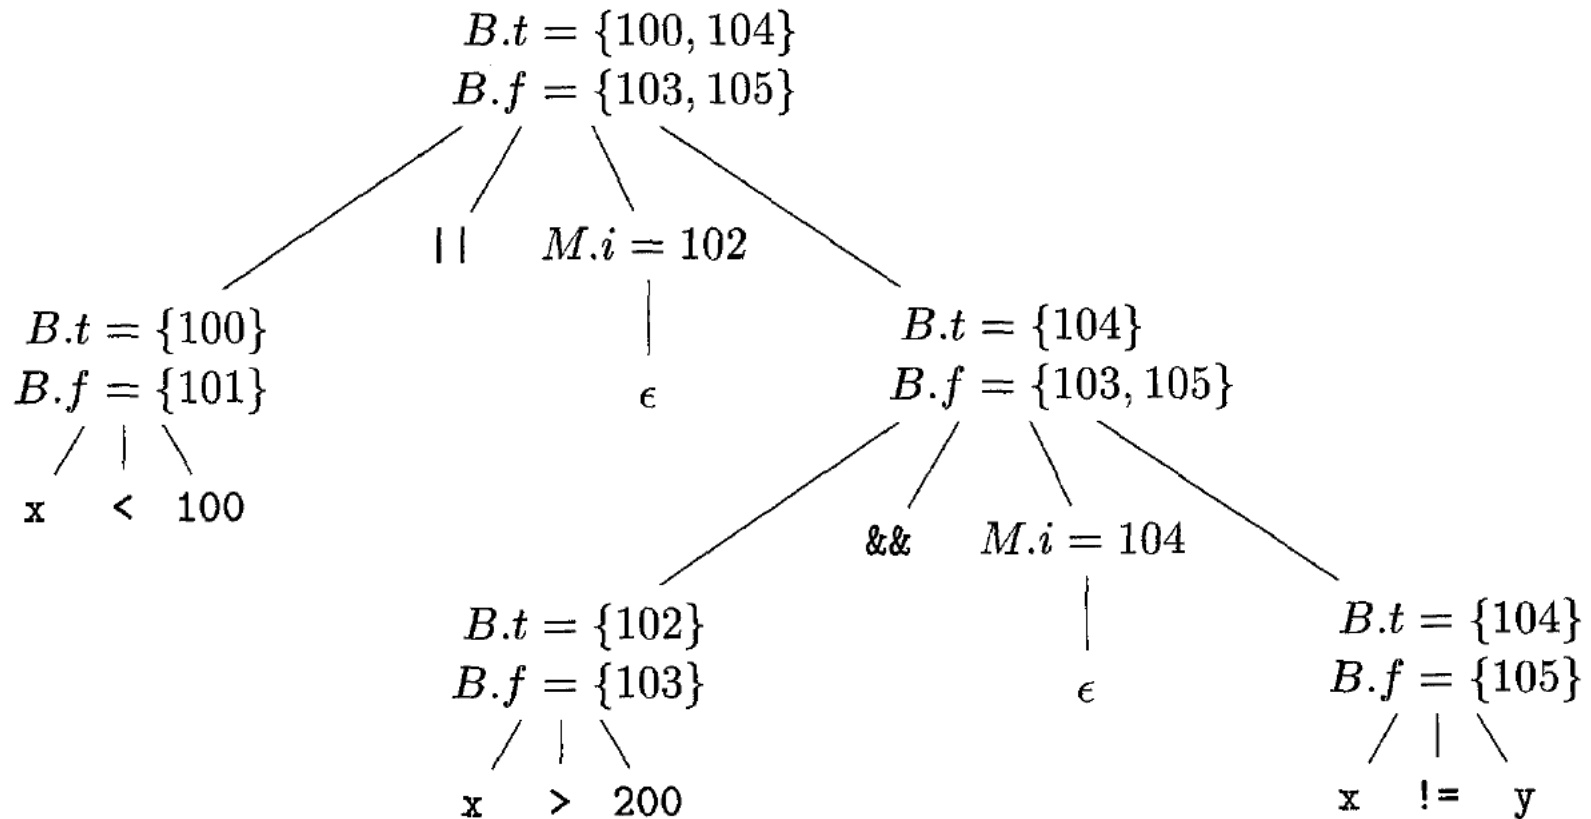 B.t = {100, 104}
B.f = {103, 105}
|| M.i = 102
B.t = {100}
B.f = {101}
ϵ
B.t = {104}
B.f = {103, 105}
x < 100
&& M.i = 104
B.t = {102}
B.f = {103}
ϵ
B.t = {104}
B.f = {105}
x > 200
x != y